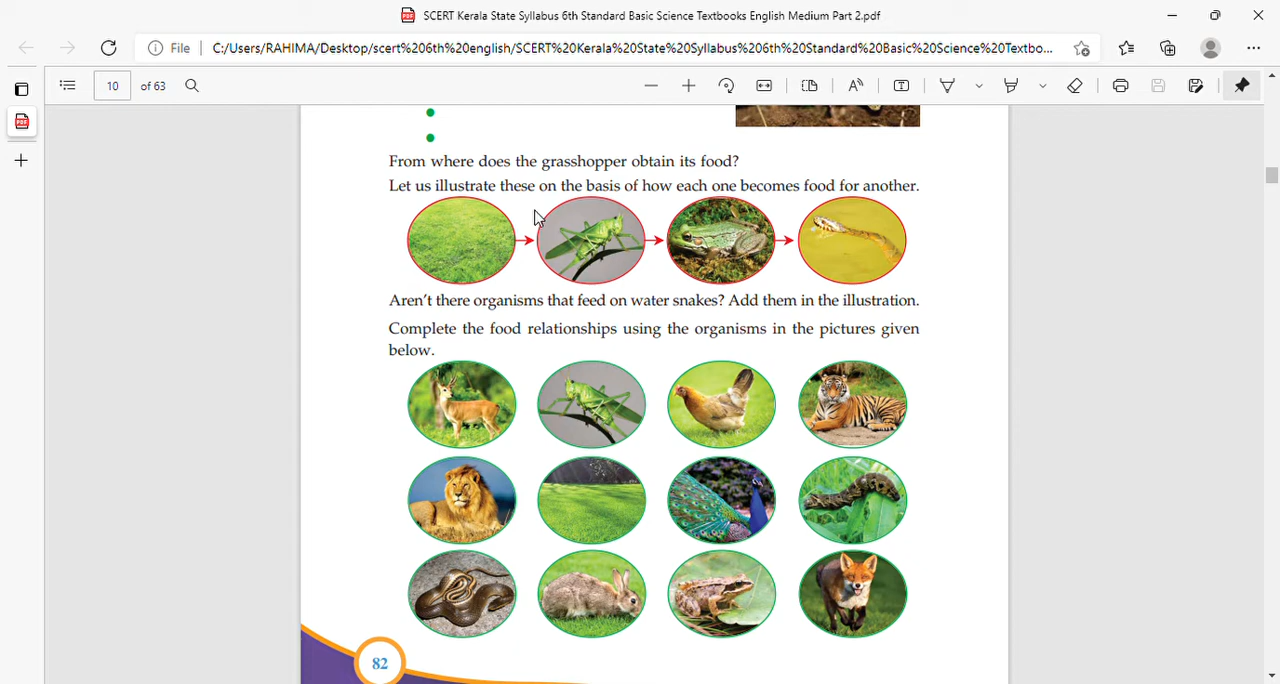 SCERT Kerala State Syllabus 6th Standard Basic Science Textbooks English Medium Part 2.pdf
File | C:/Users/RAHIMA/Desktop/scert%206th%20english/SCERT%20Kerala%20State%20Syllabus%206th%20Standard%20Basic%20Science%20Textbo...
10 of 63
From where does the grasshopper obtain its food?
Let us illustrate these on the basis of how each one becomes food for another.
Aren't there organisms that feed on water snakes? Add them in the illustration.
Complete the food relationships using the organisms in the pictures given
below.
82